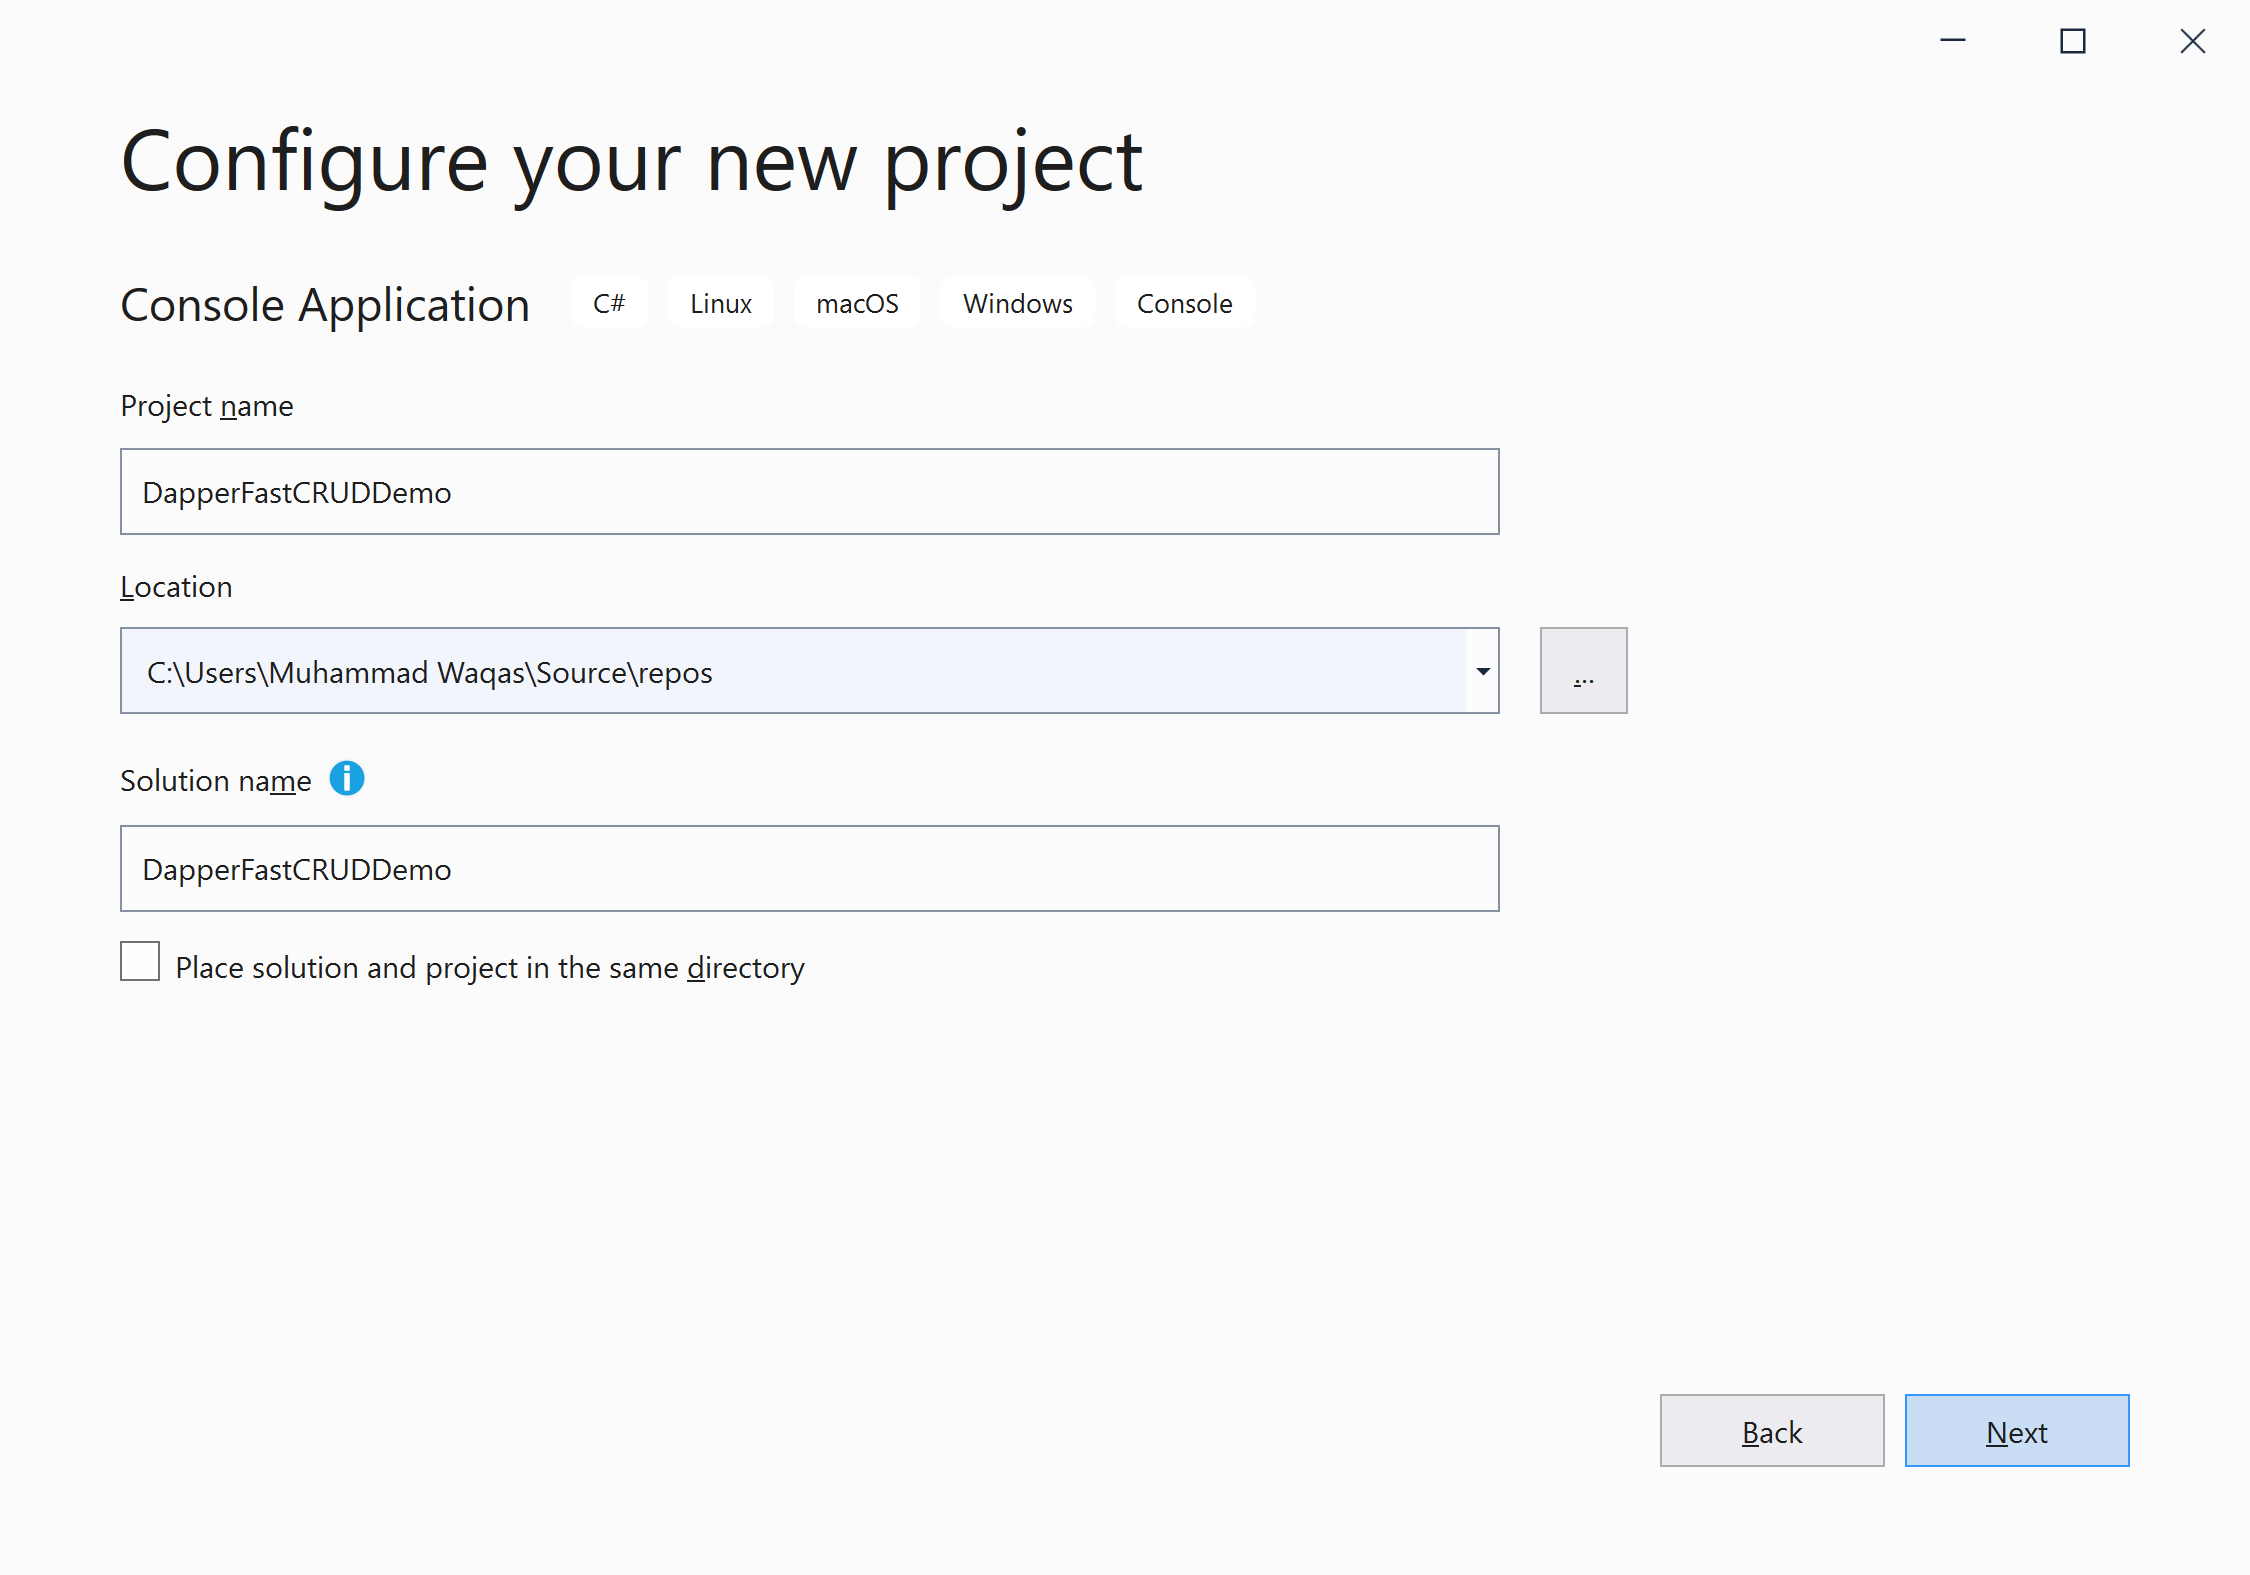 Configure your new project
Console Application C# Linux macOS Windows Console
Project name
DapperFastCRUDDemo
Location
C:\Users\Muhammad Waqas\Source\repos
...
Solution name
DapperFastCRUDDemo
Place solution and project in the same directory
Back Next